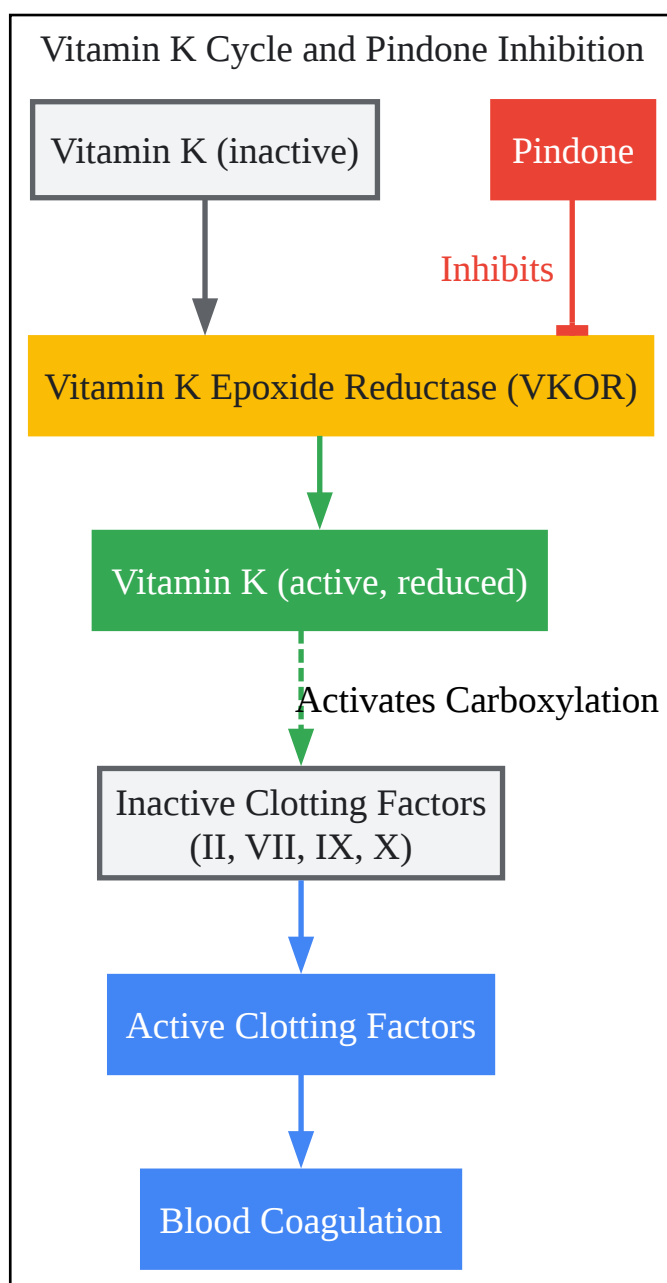 Vitamin K Cycle and Pindone Inhibition
Vitamin K (inactive)
Pindone
Inhibits
Vitamin K Epoxide Reductase (VKOR)
Vitamin K (active, reduced)
Activates Carboxylation
Inactive Clotting Factors
(II, VII, IX, X)
Active Clotting Factors
Blood Coagulation